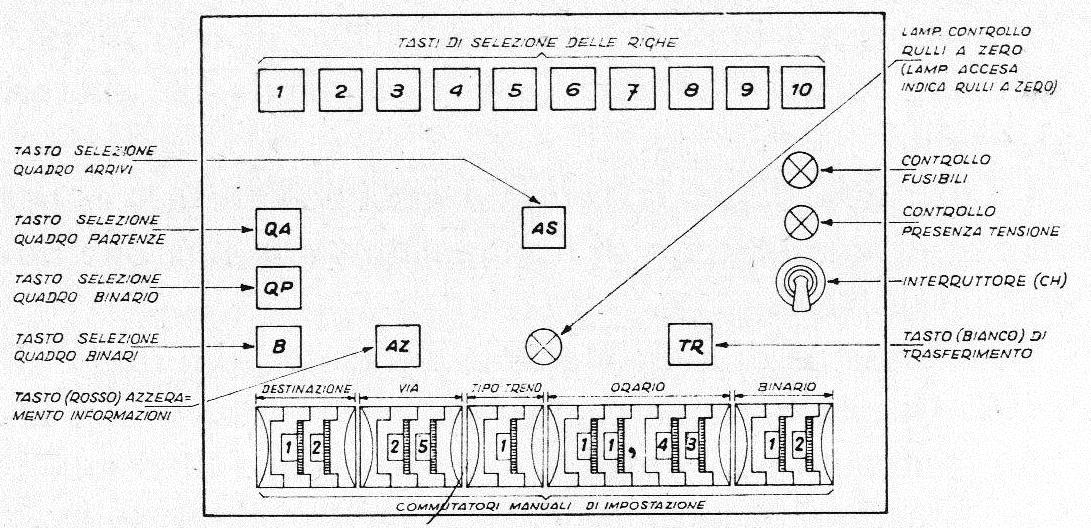 TASTI DI SELEZIONE DELLE RIGHE
1 2 3 4 5 6 7 8 9 10
LAMP. CONTROLLO
RULLI A ZERO
(LAMP. ACCESA
INDICA RULLI A ZERO)
TASTO SELEZIONE
QUADRO ARRIVI
CONTROLLO
FUSIBILI
TASTO SELEZIONE
QUADRO PARTENZE
QA
AS
CONTROLLO
PRESENZA TENSIONE
TASTO SELEZIONE
QUADRO BINARIO
QP
INTERRUTTORE (CH)
TASTO SELEZIONE
QUADRO BINARI
B
AZ
TR
TASTO (BIANCO) DI
TRASFERIMENTO
TASTO (ROSSO) AZZERA=
MENTO INFORMAZIONI
DESTINAZIONE VIA TIPO TRENO ORARIO BINARIO
1 2 2 5 1 1 1, 4 3 1 2
COMMUTATORI MANUALI DI IMPOSTAZIONE